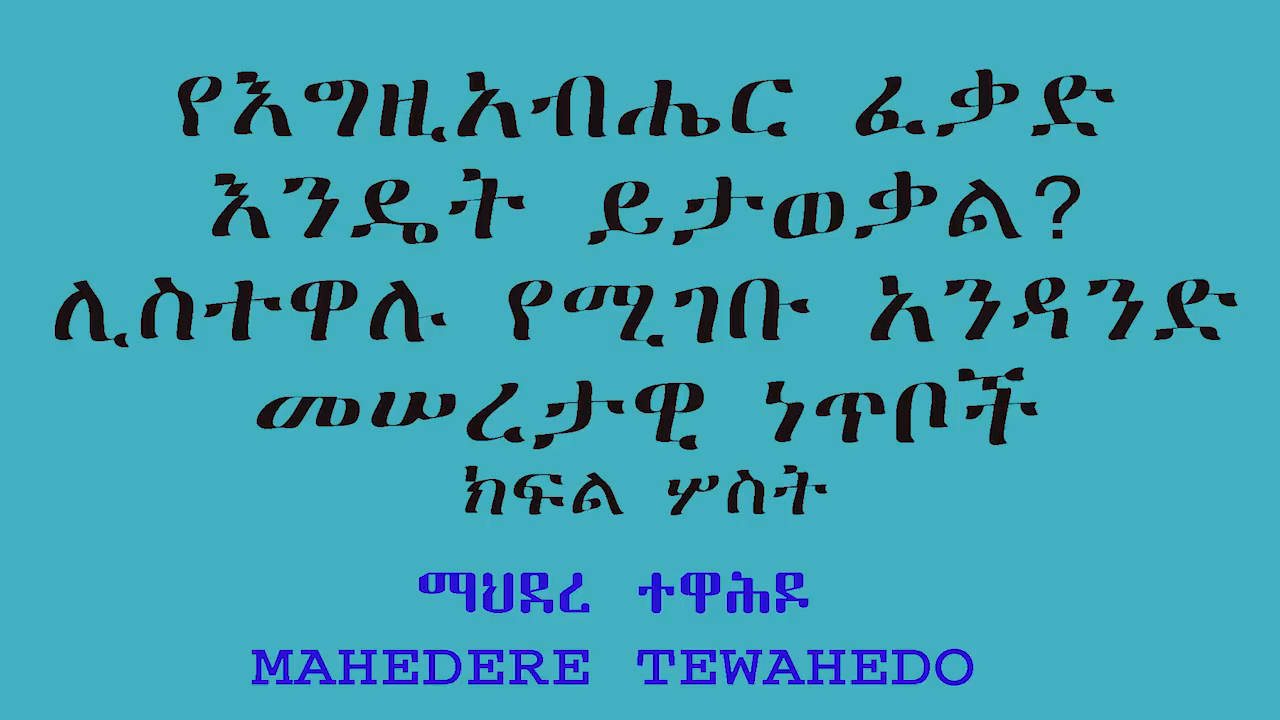 የእግዚአብሔር ፈቃድ
እንዴት ይታወቃል?
ሊስተዋሉ የሚገቡ አንዳንድ
መሠረታዊ ነጥቦች
ክፍል ሦስት
ማህደረ ተዋሕዶ
MAHEDERE TEWAHEDO